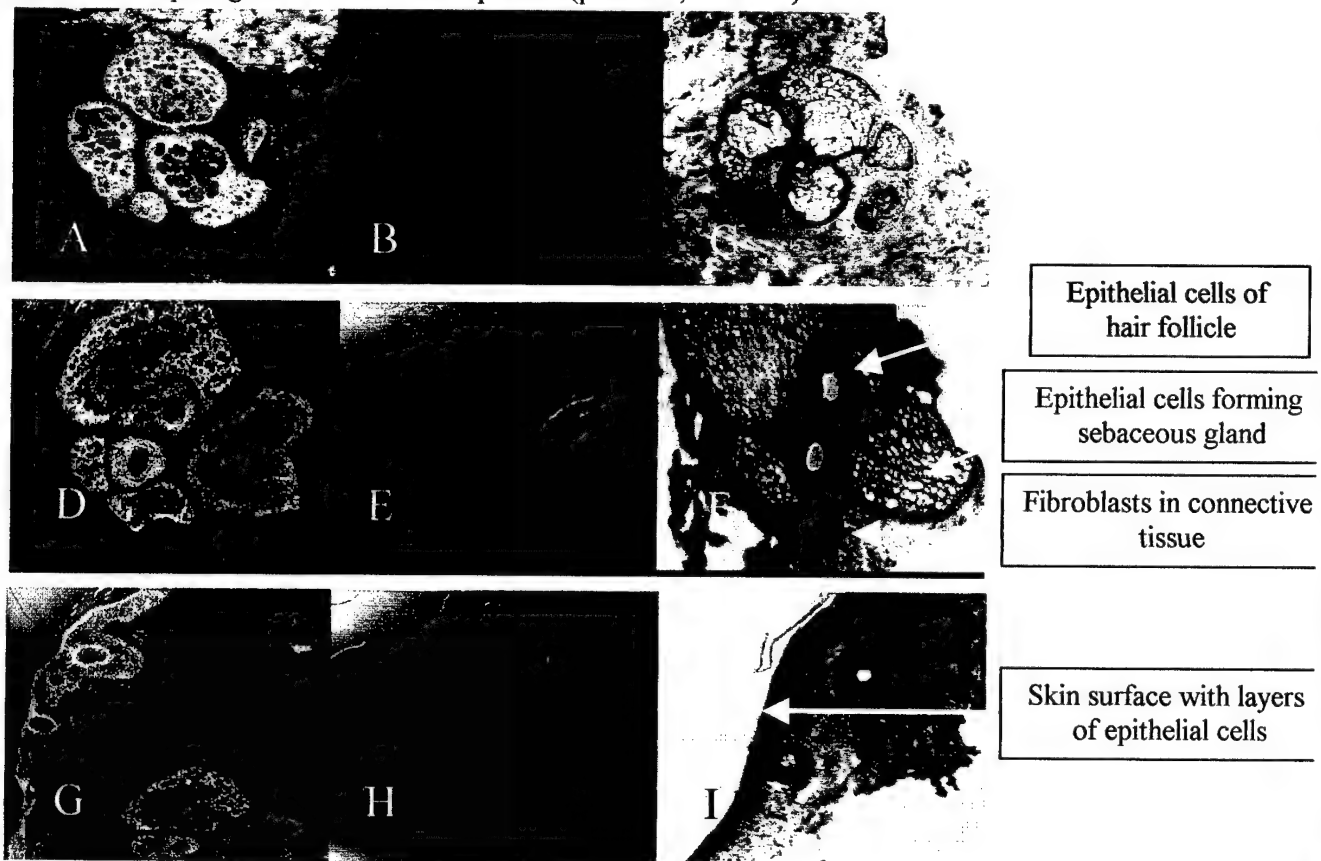 A B C
Epithelial cells of
hair follicle
D E F
Epithelial cells forming
sebaceous gland
Fibroblasts in connective
tissue
G H I
Skin surface with layers
of epithelial cells